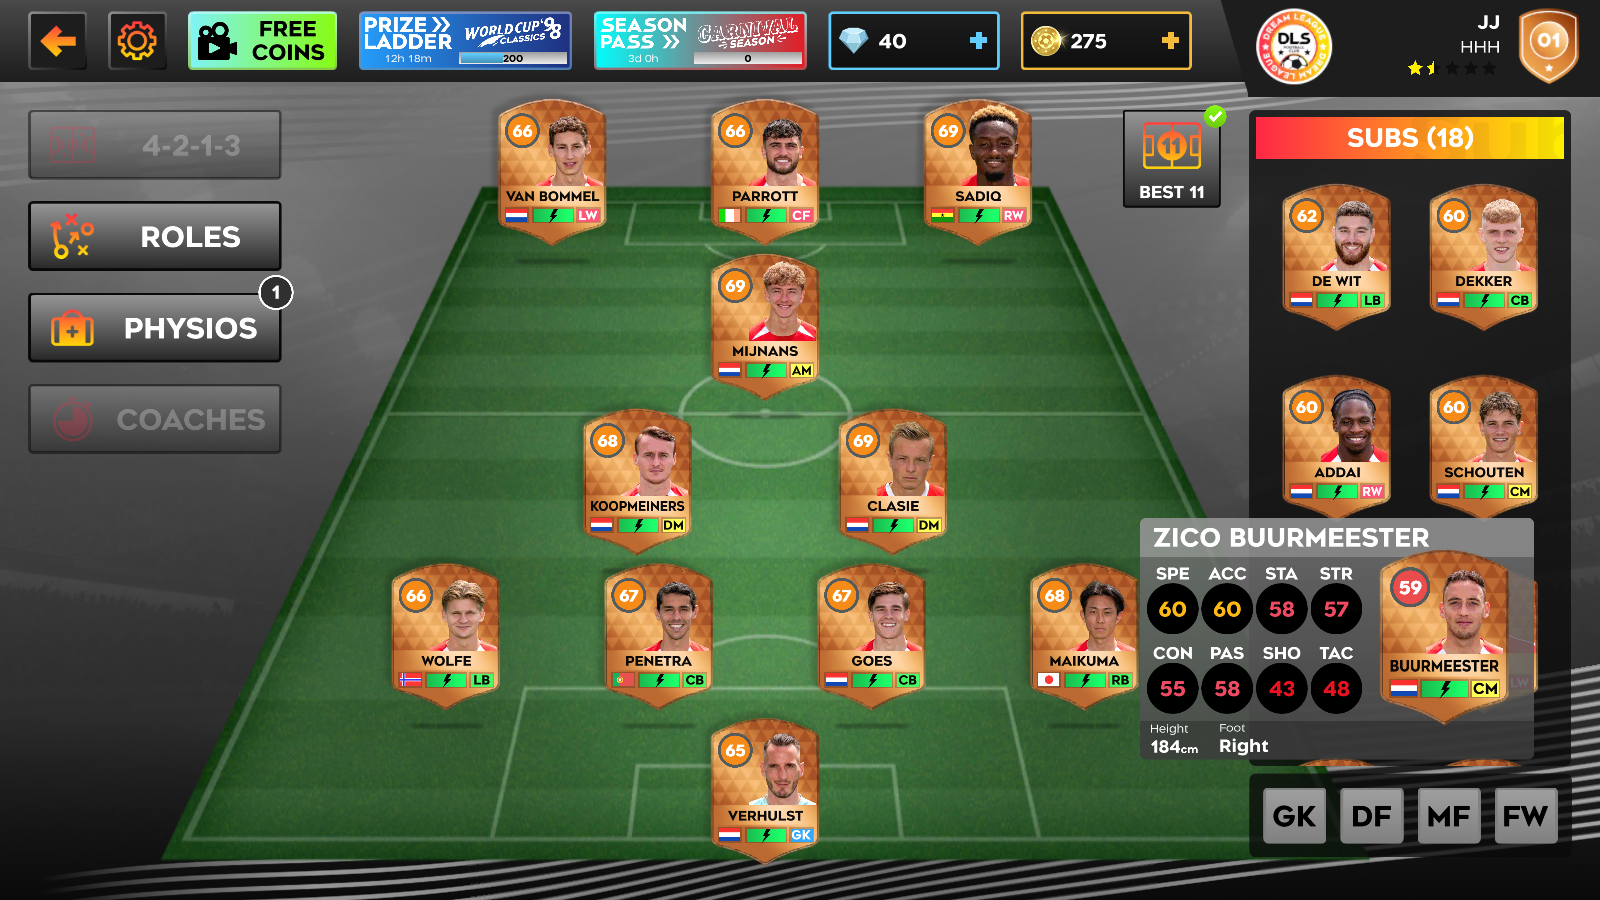 FREE
COINS
PRIZE
LADDER
12h 18m
WORLD CUP '98
CLASSICS
200
SEASON
PASS
3d 0h
CARNIVAL
SEASON
0
40
275
DREAM LEAGUE
DLS
JJ
HHH
01
4-2-1-3
ROLES
PHYSIOS
1
COACHES
66
VAN BOMMEL
LW
66
PARROTT
CF
69
SADIQ
RW
11
BEST 11
69
MIJNANS
AM
68
KOOPMEINERS
DM
69
CLASIE
DM
66
WOLFE
LB
67
PENETRA
CB
67
GOES
CB
68
MAIKUMA
RB
65
VERHULST
GK
SUBS (18)
62
DE WIT
LB
60
DEKKER
CB
60
ADDAI
RW
60
SCHOUTEN
CM
ZICO BUURMEESTER
SPE ACC STA STR
60 60 58 57
CON PAS SHO TAC
55 58 43 48
Height Foot
184cm Right
59
BUURMEESTER
CM
LW
GK DF MF FW